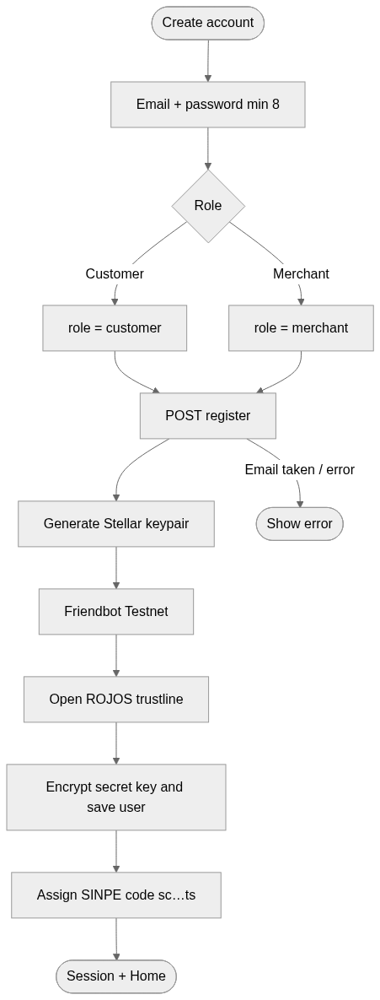 Create account
Email + password min 8
Role
Customer
Merchant
role = customer
role = merchant
POST register
Email taken / error
Generate Stellar keypair
Show error
Friendbot Testnet
Open ROJOS trustline
Encrypt secret key and
save user
Assign SINPE code sc…ts
Session + Home